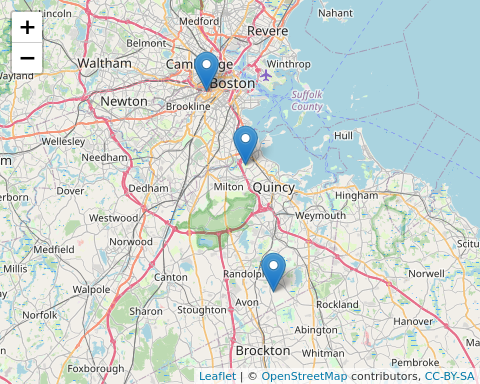 Nahant
Lincoln
Medford
Revere
+
Belmont
−
Waltham
Cambridge
Winthrop
Wayland
Boston
Suffolk
County
Newton
Brookline
Hull
Wellesley
Needham
Milton
Quincy
Dover
Dedham
Hingham
Westwood
Weymouth
Norwood
Medfield
Millis
Canton
Randolph
Norwell
Walpole
Avon
Rockland
Stoughton
Sharon
Norfolk
Hanover
Abington
Brockton
Whitman
Pembroke
Foxborough
Leaflet | © OpenStreetMap contributors, CC-BY-SA